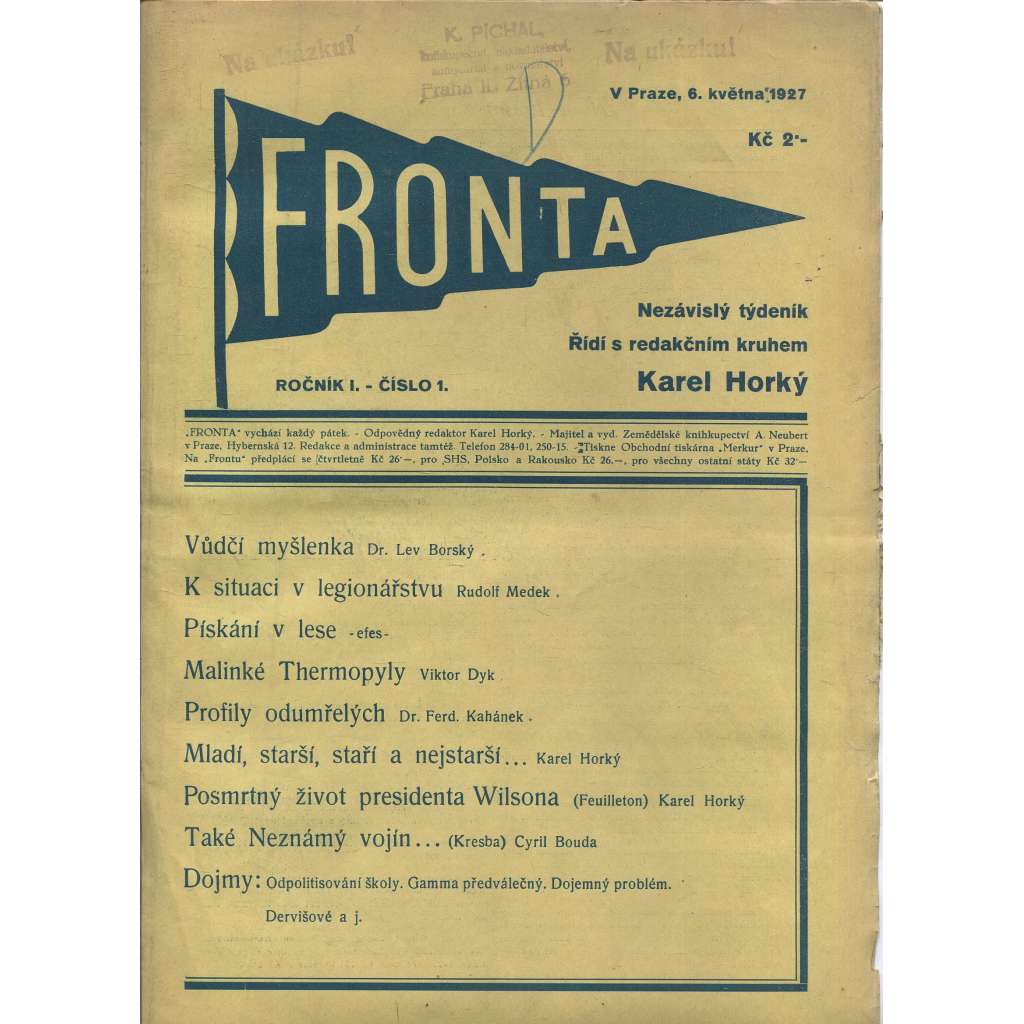 Na ukázku!
K. PÍCHAL,
Praha II., Žitná 6
Na ukázku!
V Praze, 6. května 1927
Kč 2·-
FRONTA
Nezávislý týdeník
Řídí s redakčním kruhem
Karel Horký
ROČNÍK I. - ČÍSLO 1.
„FRONTA“ vychází každý pátek. - Odpovědný redaktor Karel Horký. - Majitel a vyd. Zemědělské knihkupectví A. Neubert
v Praze, Hybernská 12. Redakce a administrace tamtéž. Telefon 284-01, 250-15. - Tiskne Obchodní tiskárna „Merkur“ v Praze.
Na „Frontu“ předplácí se čtvrtletně Kč 26·—, pro SHS, Polsko a Rakousko Kč 26.—, pro všechny ostatní státy Kč 32·—
Vůdčí myšlenka Dr. Lev Borský .
K situaci v legionářstvu Rudolf Medek .
Pískání v lese -efes-
Malinké Thermopyly Viktor Dyk .
Profily odumřelých Dr. Ferd. Kahánek .
Mladí, starší, staří a nejstarší... Karel Horký
Posmrtný život presidenta Wilsona (Feuilleton) Karel Horký
Také Neznámý vojín... (Kresba) Cyril Bouda
Dojmy: Odpolitisování školy. Gamma předválečný. Dojemný problém.
Dervišové a j.